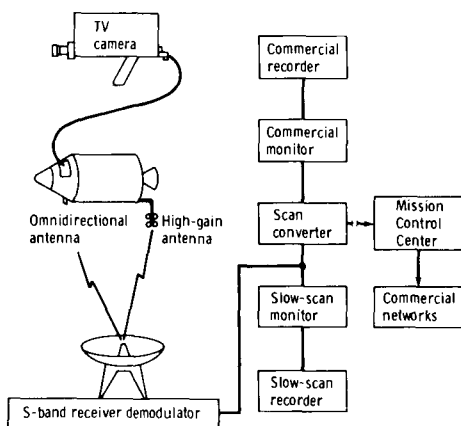 TV
camera
Omnidirectional
antenna
High-gain
antenna
S-band receiver demodulator
Commercial
recorder
Commercial
monitor
Scan
converter
Mission
Control
Center
Commercial
networks
Slow-scan
monitor
Slow-scan
recorder